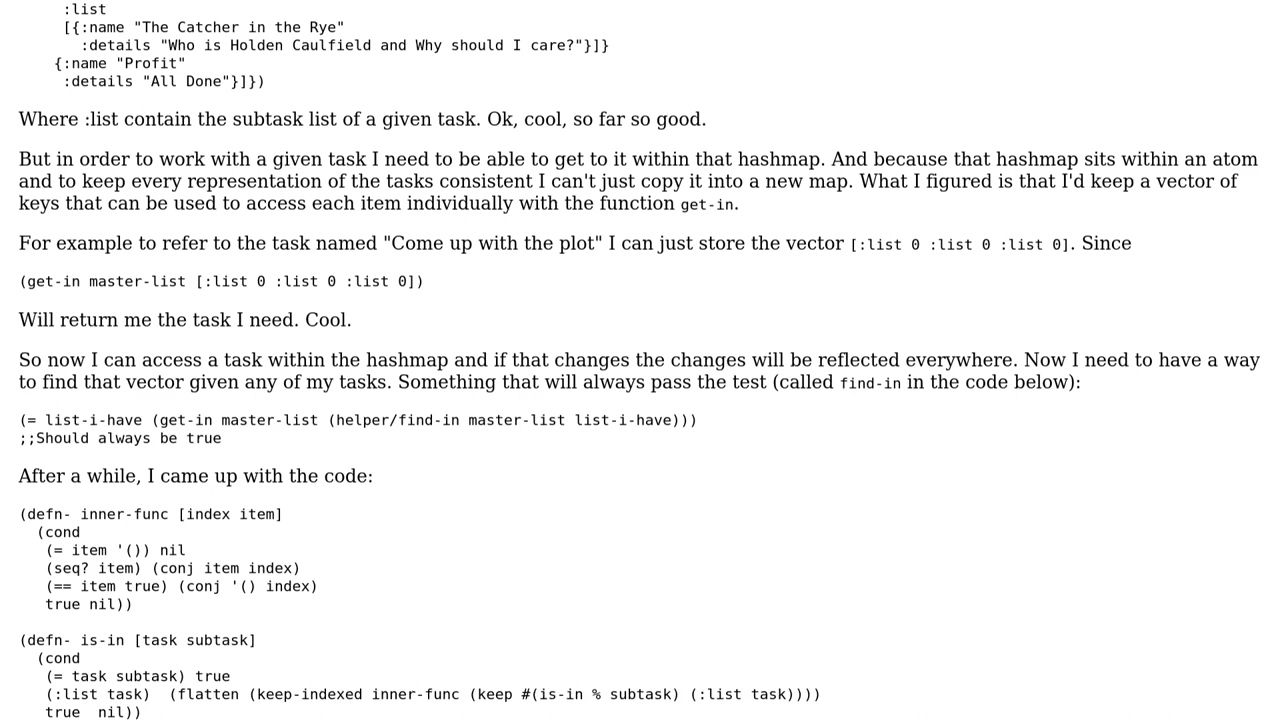 :list
[{:name "The Catcher in the Rye"
:details "Who is Holden Caulfield and Why should I care?"}]}
{:name "Profit"
:details "All Done"}]})
Where :list contain the subtask list of a given task. Ok, cool, so far so good.
But in order to work with a given task I need to be able to get to it within that hashmap. And because that hashmap sits within an atom
and to keep every representation of the tasks consistent I can't just copy it into a new map. What I figured is that I'd keep a vector of
keys that can be used to access each item individually with the function get-in.
For example to refer to the task named "Come up with the plot" I can just store the vector [:list 0 :list 0 :list 0]. Since
(get-in master-list [:list 0 :list 0 :list 0])
Will return me the task I need. Cool.
So now I can access a task within the hashmap and if that changes the changes will be reflected everywhere. Now I need to have a way
to find that vector given any of my tasks. Something that will always pass the test (called find-in in the code below):
(= list-i-have (get-in master-list (helper/find-in master-list list-i-have)))
;;Should always be true
After a while, I came up with the code:
(defn- inner-func [index item]
(cond
(= item '()) nil
(seq? item) (conj item index)
(== item true) (conj '() index)
true nil))
(defn- is-in [task subtask]
(cond
(= task subtask) true
(:list task)  (flatten (keep-indexed inner-func (keep #(is-in % subtask) (:list task))))
true  nil))